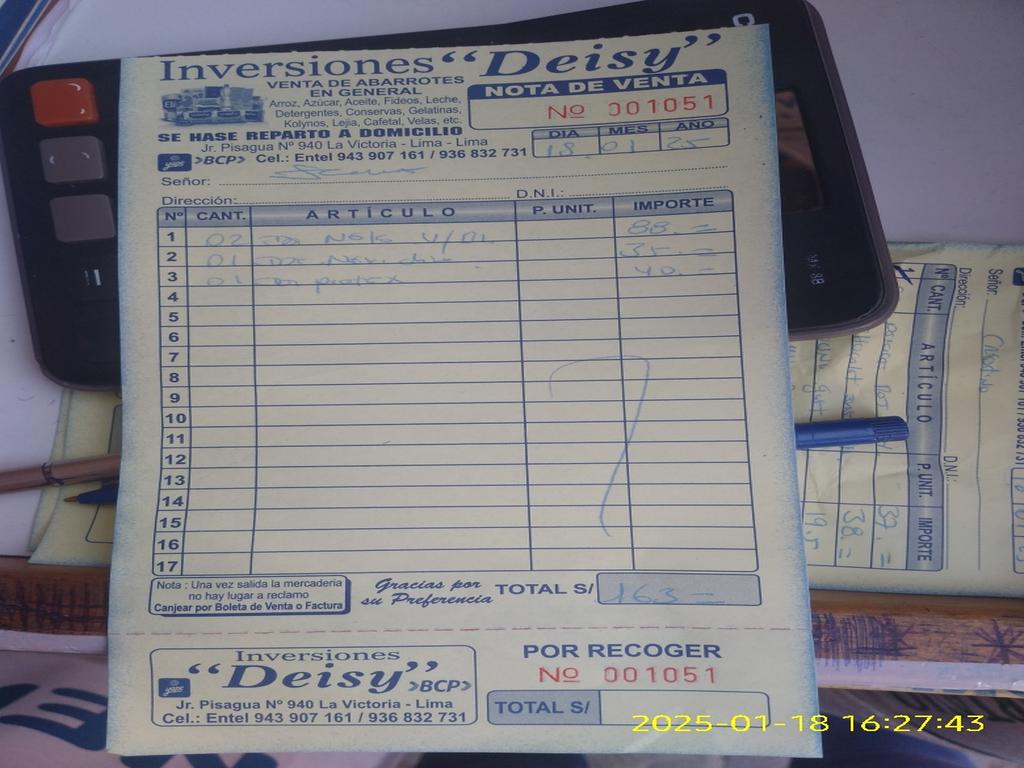 Inversiones "Deisy"
VENTA DE ABARROTES
EN GENERAL
Arroz, Azúcar, Aceite, Fideos, Leche,
Detergentes, Conservas, Gelatinas,
Kolynos, Lejia, Cafetal, Velas, etc.
SE HASE REPARTO A DOMICILIO
Jr. Pisagua Nº 940 La Victoria - Lima - Lima
>BCP> Cel.: Entel 943 907 161 / 936 832 731
NOTA DE VENTA
Nº 001051
DIA MES AÑO
18 01 25
Señor:
Dirección: D.N.I.:
Nº CANT. ARTÍCULO P. UNIT. IMPORTE
1 02 88.=
2 01 35.=
3 01 40.=
4
5
6
7
8
9
10
11
12
13
14
15
16
17
Nota : Una vez salida la mercaderia
no hay lugar a reclamo
Canjear por Boleta de Venta o Factura
Gracias por
su Preferencia
TOTAL S/ 163.=
Inversiones
"Deisy" >BCP>
Jr. Pisagua Nº 940 La Victoria - Lima
Cel.: Entel 943 907 161 / 936 832 731
POR RECOGER
Nº 001051
TOTAL S/
Señor:
Dirección: D.N.I.:
Nº CANT. ARTÍCULO P.UNIT. IMPORTE
37.=
38.=
19.5
2025-01-18 16:27:43